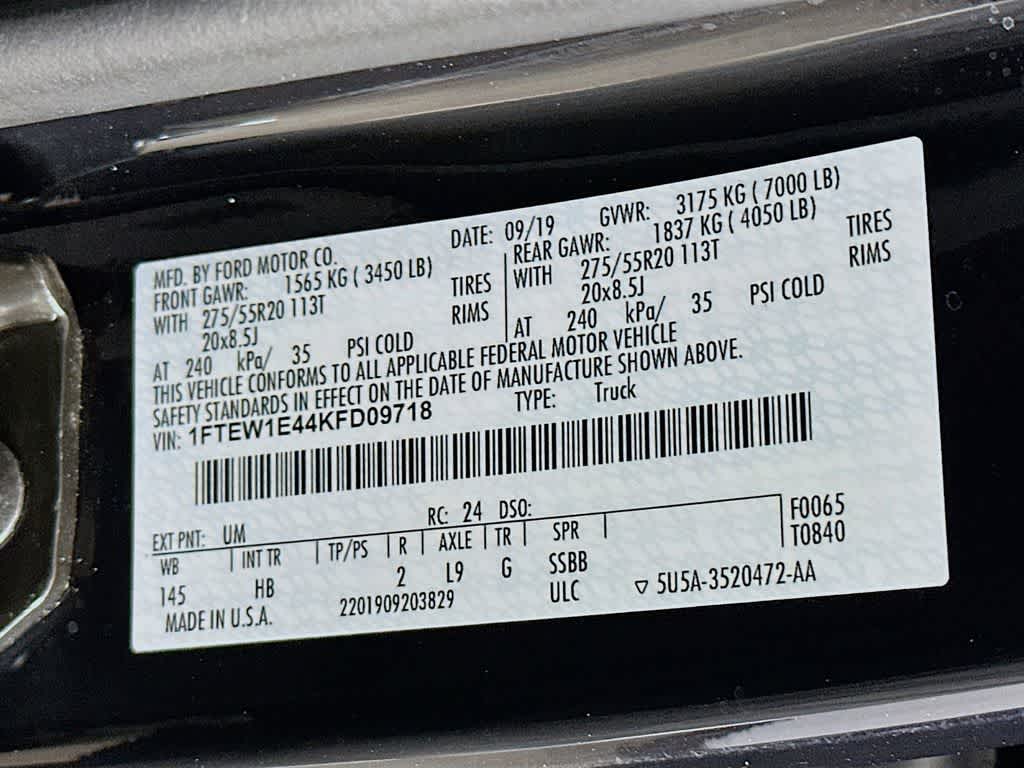 MFD. BY FORD MOTOR CO. DATE: 09/19 GVWR: 3175 KG ( 7000 LB)
FRONT GAWR: 1565 KG ( 3450 LB) REAR GAWR: 1837 KG ( 4050 LB)
WITH 275/55R20 113T TIRES WITH 275/55R20 113T TIRES
20x8.5J RIMS 20x8.5J RIMS
AT 240 kPa/ 35 PSI COLD AT 240 kPa/ 35 PSI COLD
THIS VEHICLE CONFORMS TO ALL APPLICABLE FEDERAL MOTOR VEHICLE
SAFETY STANDARDS IN EFFECT ON THE DATE OF MANUFACTURE SHOWN ABOVE.
VIN: 1FTEW1E44KFD09718 TYPE: Truck
EXT PNT: UM RC: 24 DSO: F0065
WB INT TR TP/PS R AXLE TR SPR T0840
145 HB 2 L9 G SSBB
MADE IN U.S.A. 2201909203829 ULC ▽ 5U5A-3520472-AA